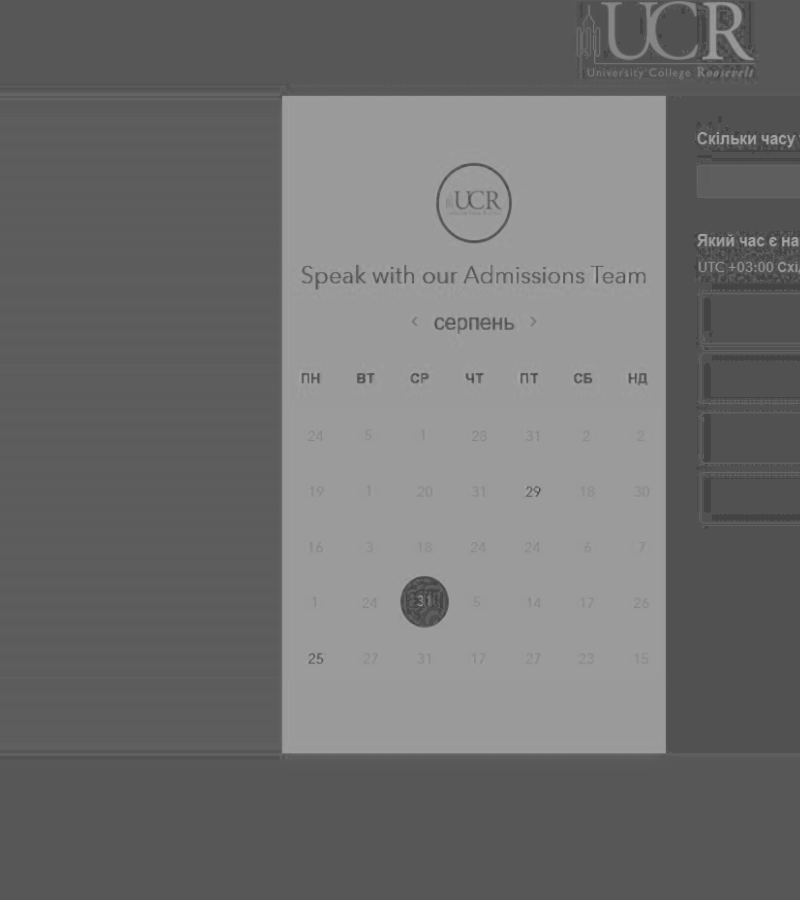 UCR
University College Roosevelt
UCR
Speak with our Admissions Team
< серпень >
ПН ВТ СР ЧТ ПТ СБ НД
24 5 1 28 31 2 2
19 1 20 31 29 18 30
16 3 18 24 24 6 7
1 24 31 5 14 17 26
25 27 31 17 27 23 15
Скільки часу
Який час є на
UTC +03:00 Схі